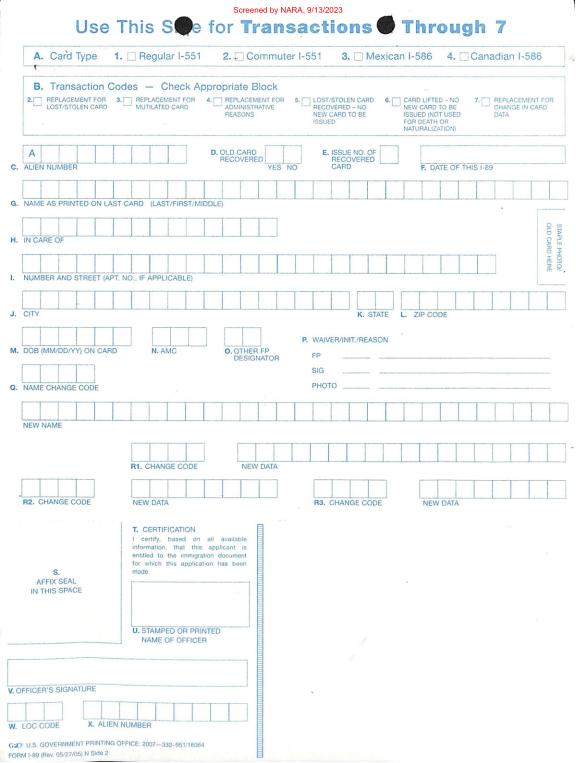 Screened by NARA, 9/13/2023
Use This S de for Transactions Through 7
A. Card Type 1. Regular I-551 2. Commuter I-551 3. Mexican I-586 4. Canadian I-586
B. Transaction Codes — Check Appropriate Block
2. REPLACEMENT FOR LOST/STOLEN CARD
3. REPLACEMENT FOR MUTILATED CARD
4. REPLACEMENT FOR ADMINISTRATIVE REASONS
5. LOST/STOLEN CARD RECOVERED – NO NEW CARD TO BE ISSUED
6. CARD LIFTED – NO NEW CARD TO BE ISSUED (NOT USED FOR DEATH OR NATURALIZATION)
7. REPLACEMENT FOR CHANGE IN CARD DATA
A
C. ALIEN NUMBER
D. OLD CARD RECOVERED YES NO
E. ISSUE NO. OF RECOVERED CARD
F. DATE OF THIS I-89
G. NAME AS PRINTED ON LAST CARD (LAST/FIRST/MIDDLE)
H. IN CARE OF
STAPLE PHOTO/
OLD CARD HERE
I. NUMBER AND STREET (APT. NO., IF APPLICABLE)
J. CITY K. STATE L. ZIP CODE
M. DOB (MM/DD/YY) ON CARD N. AMC O. OTHER FP DESIGNATOR
P. WAIVER/INIT./REASON
FP
SIG
PHOTO
Q. NAME CHANGE CODE
NEW NAME
R1. CHANGE CODE NEW DATA
R2. CHANGE CODE NEW DATA R3. CHANGE CODE NEW DATA
S.
AFFIX SEAL
IN THIS SPACE
T. CERTIFICATION
I certify, based on all available
information, that this applicant is
entitled to the immigration document
for which this application has been
made.
U. STAMPED OR PRINTED
NAME OF OFFICER
V. OFFICER'S SIGNATURE
W. LOC CODE X. ALIEN NUMBER
GPO U.S. GOVERNMENT PRINTING OFFICE: 2007—330-951/16064
FORM I-89 (Rev. 05/27/05) N Side 2